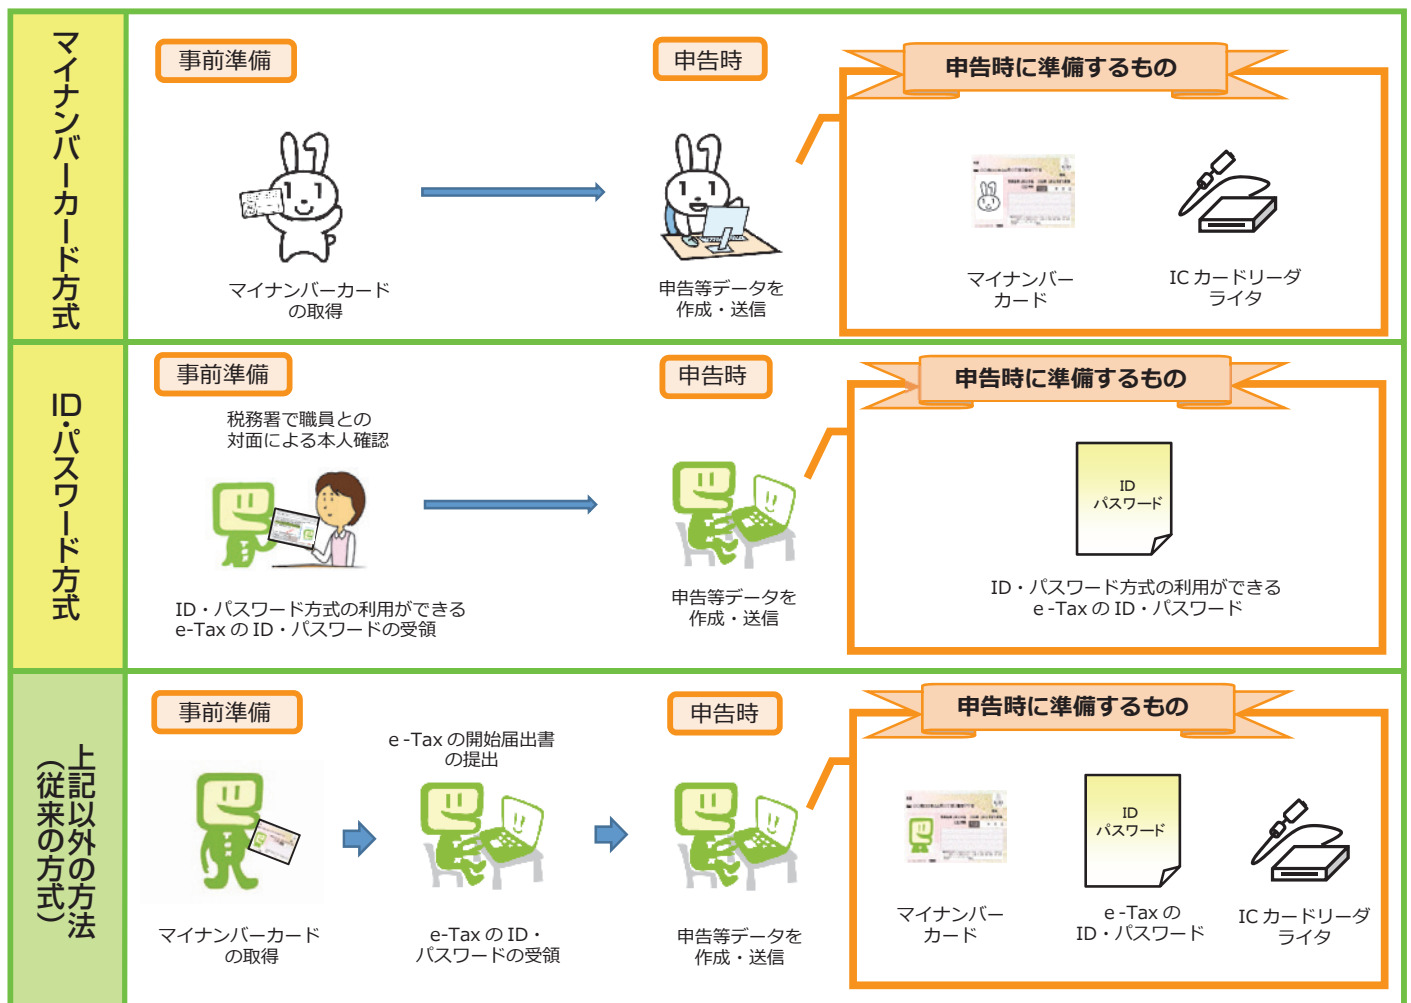 マイナンバーカード方式
事前準備
マイナンバーカード
の取得
申告時
申告等データを
作成・送信
申告時に準備するもの
マイナンバー
カード
IC カードリーダ
ライタ
ID・パスワード方式
事前準備
税務署で職員との
対面による本人確認
ID・パスワード方式の利用ができる
e-Tax の ID・パスワードの受領
申告時
申告等データを
作成・送信
申告時に準備するもの
ID
パスワード
ID・パスワード方式の利用ができる
e -Tax の ID・パスワード
上記以外の方法
（従来の方式）
事前準備
マイナンバーカード
の取得
e -Tax の開始届出書
の提出
e-Tax の ID・
パスワードの受領
申告時
申告等データを
作成・送信
申告時に準備するもの
マイナンバー
カード
ID
パスワード
e -Tax の
ID・パスワード
IC カードリーダ
ライタ